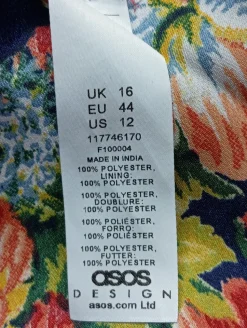 UK 16
EU 44
US 12
117746170
F100004
MADE IN INDIA
100% POLYESTER,
LINING:
100% POLYESTER
100% POLYESTER,
DOUBLURE:
100% POLYESTER
100% POLIÉSTER,
FORRO:
100% POLIÉSTER
100% POLYESTER,
FUTTER:
100% POLYESTER
asos
DESIGN
asos.com Ltd